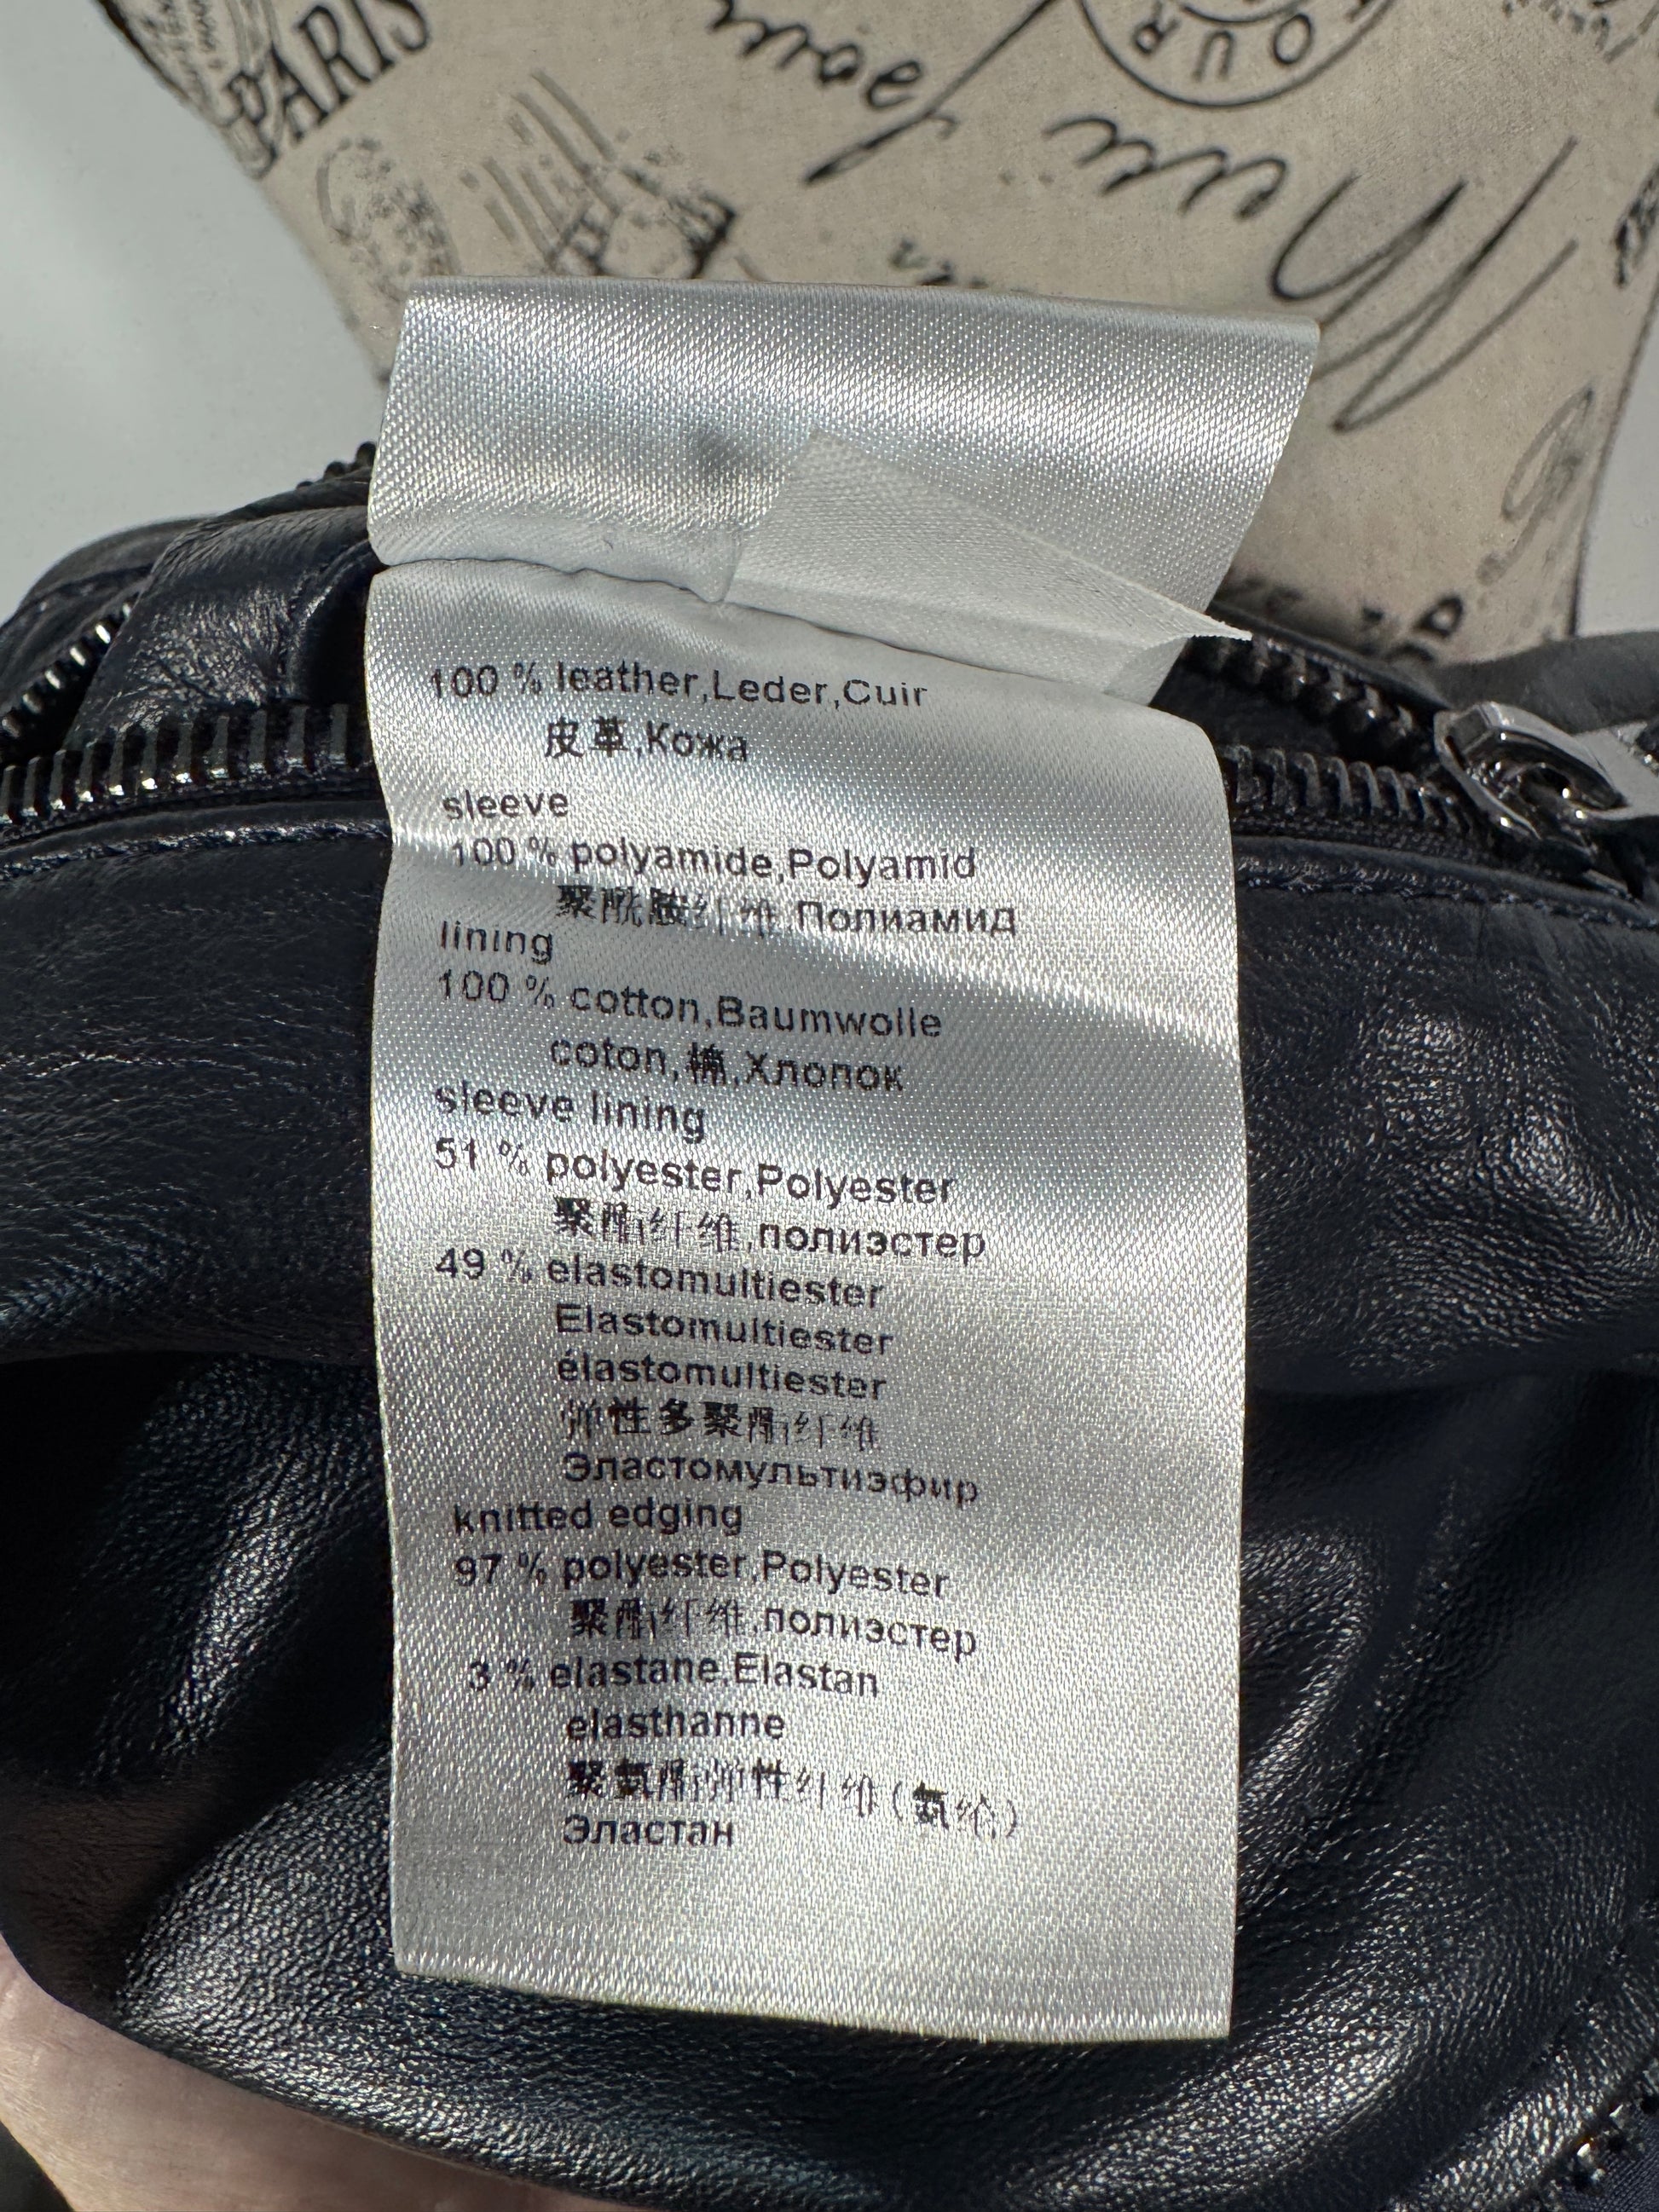 PARIS
OUR
100 % leather,Leder,Cuir
皮革,Кожа
sleeve
100 % polyamide,Polyamid
聚酰胺纤维,Полиамид
lining
100 % cotton,Baumwolle
coton,棉,Хлопок
sleeve lining
51 % polyester,Polyester
聚酯纤维,полиэстер
49 % elastomultiester
Elastomultiester
élastomultiester
弹性多聚酯纤维
Эластомультиэфир
knitted edging
97 % polyester,Polyester
聚酯纤维,полиэстер
3 % elastane,Elastan
elasthanne
聚氨酯弹性纤维(氨纶)
Эластан